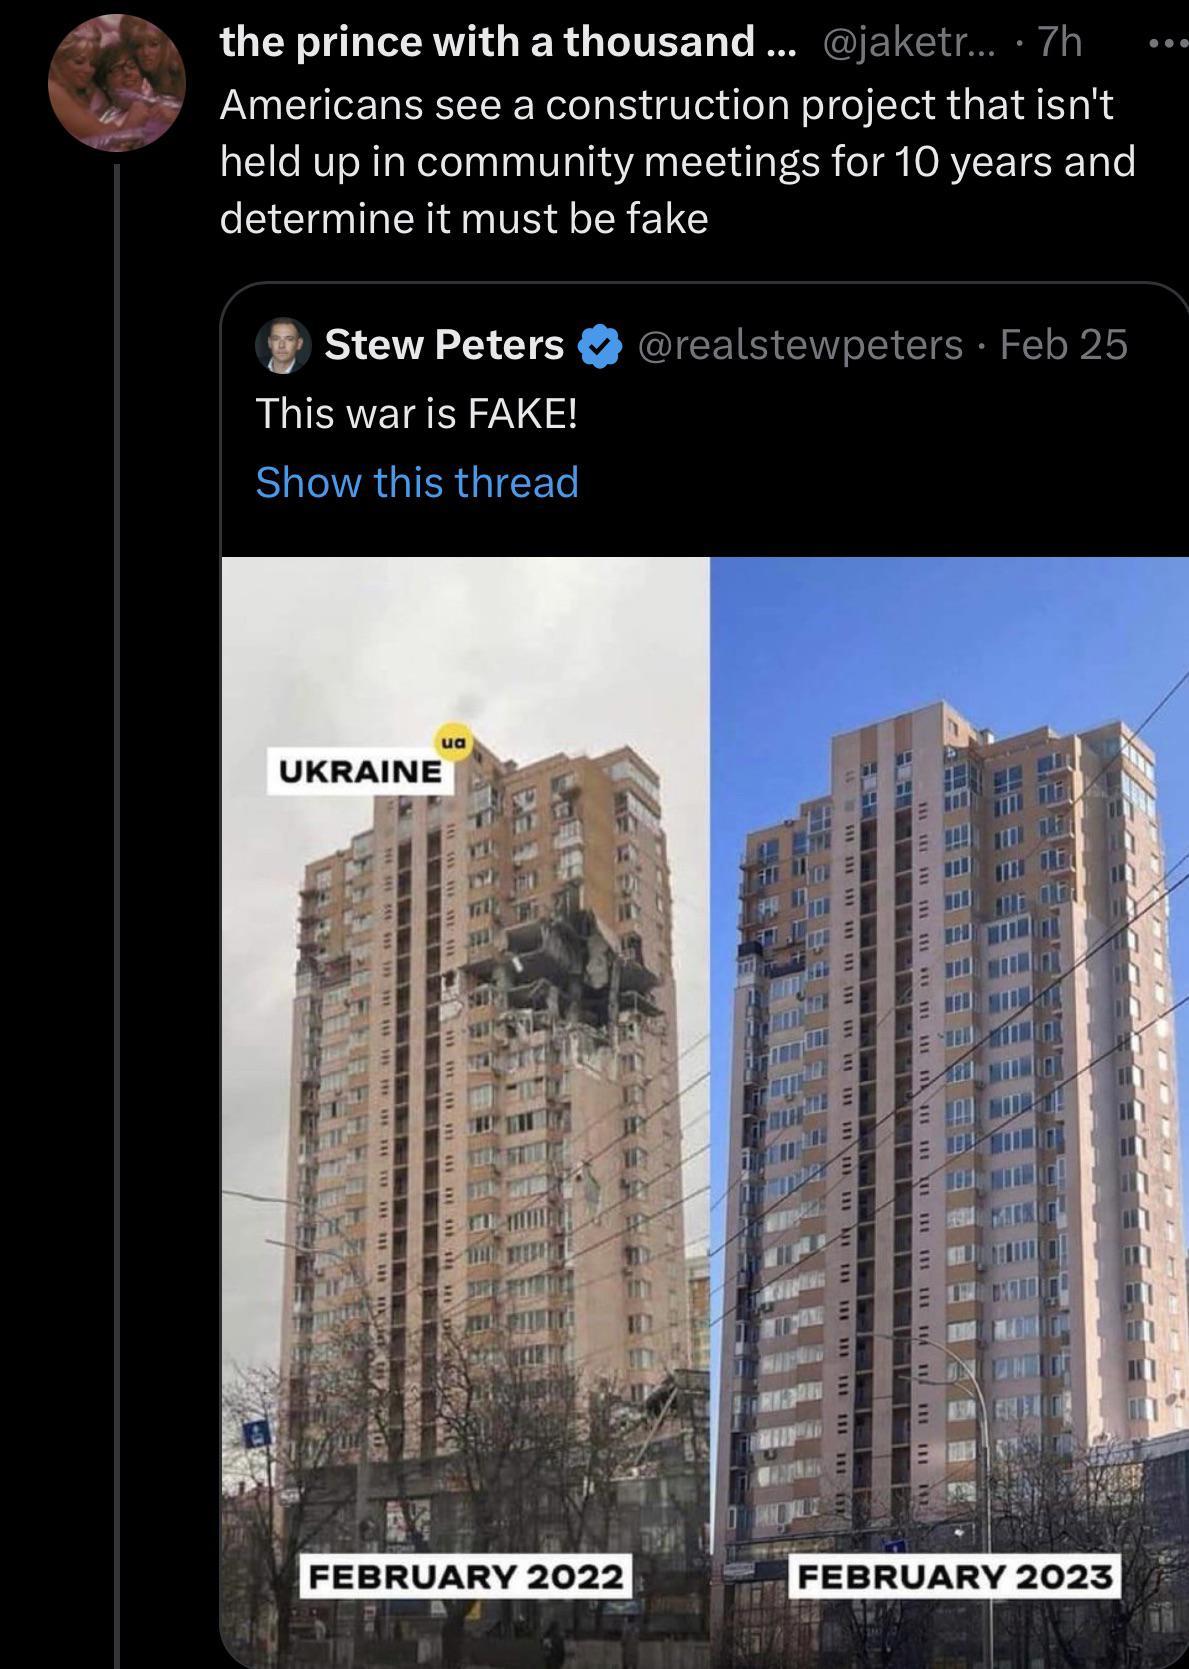 the prince with a thousand ... @jaketr... · 7h
Americans see a construction project that isn't
held up in community meetings for 10 years and
determine it must be fake
Stew Peters @realstewpeters · Feb 25
This war is FAKE!
Show this thread
ua
UKRAINE
FEBRUARY 2022
FEBRUARY 2023